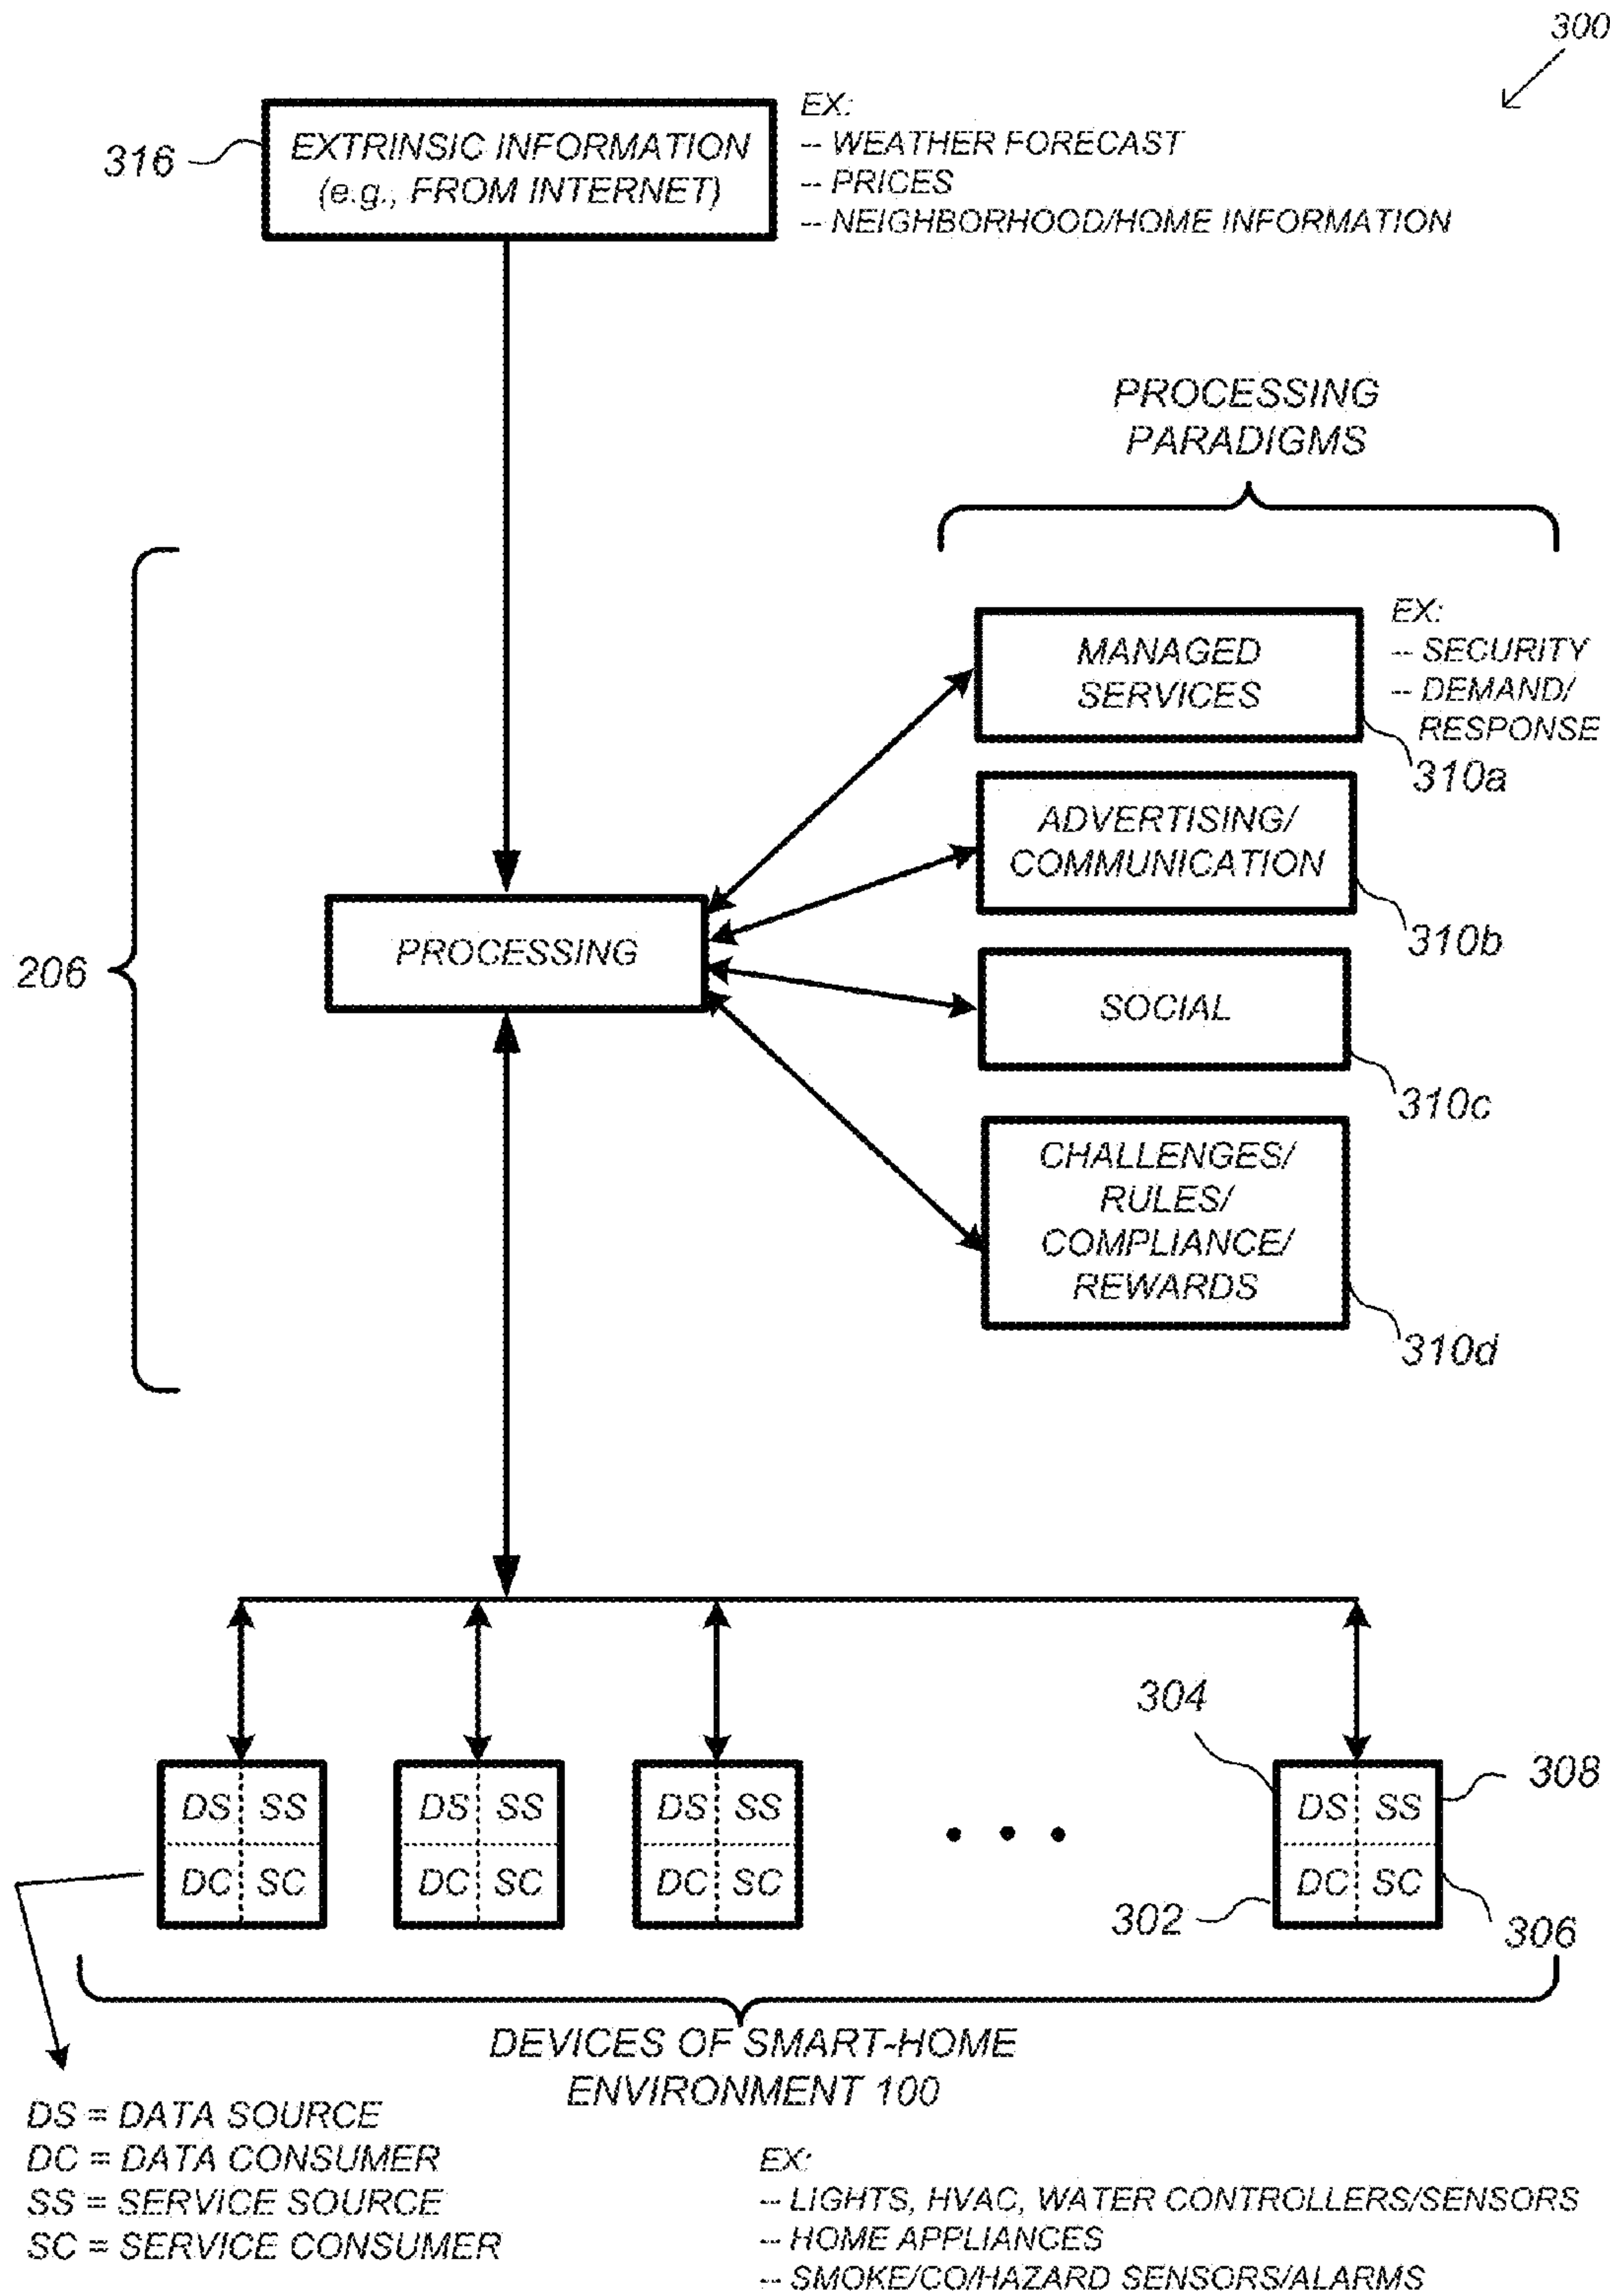 300
316
EXTRINSIC INFORMATION
(e.g., FROM INTERNET)
EX:
-- WEATHER FORECAST
-- PRICES
-- NEIGHBORHOOD/HOME INFORMATION
PROCESSING
PARADIGMS
206
PROCESSING
MANAGED
SERVICES
EX:
-- SECURITY
-- DEMAND/
RESPONSE
310a
ADVERTISING/
COMMUNICATION
310b
SOCIAL
310c
CHALLENGES/
RULES/
COMPLIANCE/
REWARDS
310d
DS SS
DC SC
DS SS
DC SC
DS SS
DC SC
304
308
DS SS
DC SC
302
306
DEVICES OF SMART-HOME
ENVIRONMENT 100
DS = DATA SOURCE
DC = DATA CONSUMER
SS = SERVICE SOURCE
SC = SERVICE CONSUMER
EX:
-- LIGHTS, HVAC, WATER CONTROLLERS/SENSORS
-- HOME APPLIANCES
-- SMOKE/CO/HAZARD SENSORS/ALARMS